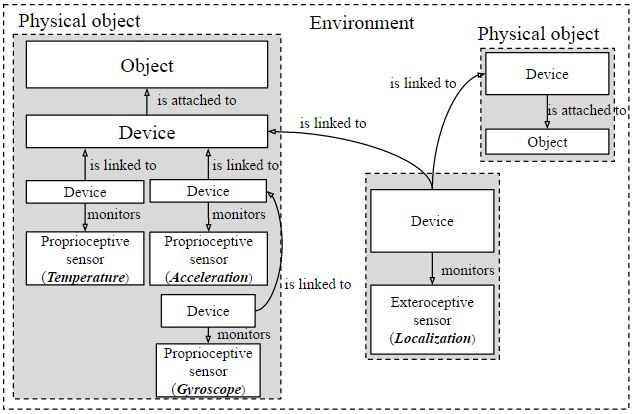 Physical object
Environment
Physical object
Object
is attached to
Device
is linked to
is linked to
Device
Device
monitors
monitors
Proprioceptive
sensor
(Temperature)
Proprioceptive
sensor
(Acceleration)
Device
is linked to
monitors
Proprioceptive
sensor
(Gyroscope)
is linked to
is linked to
Device
is attached to
Object
Device
monitors
Exteroceptive
sensor
(Localization)